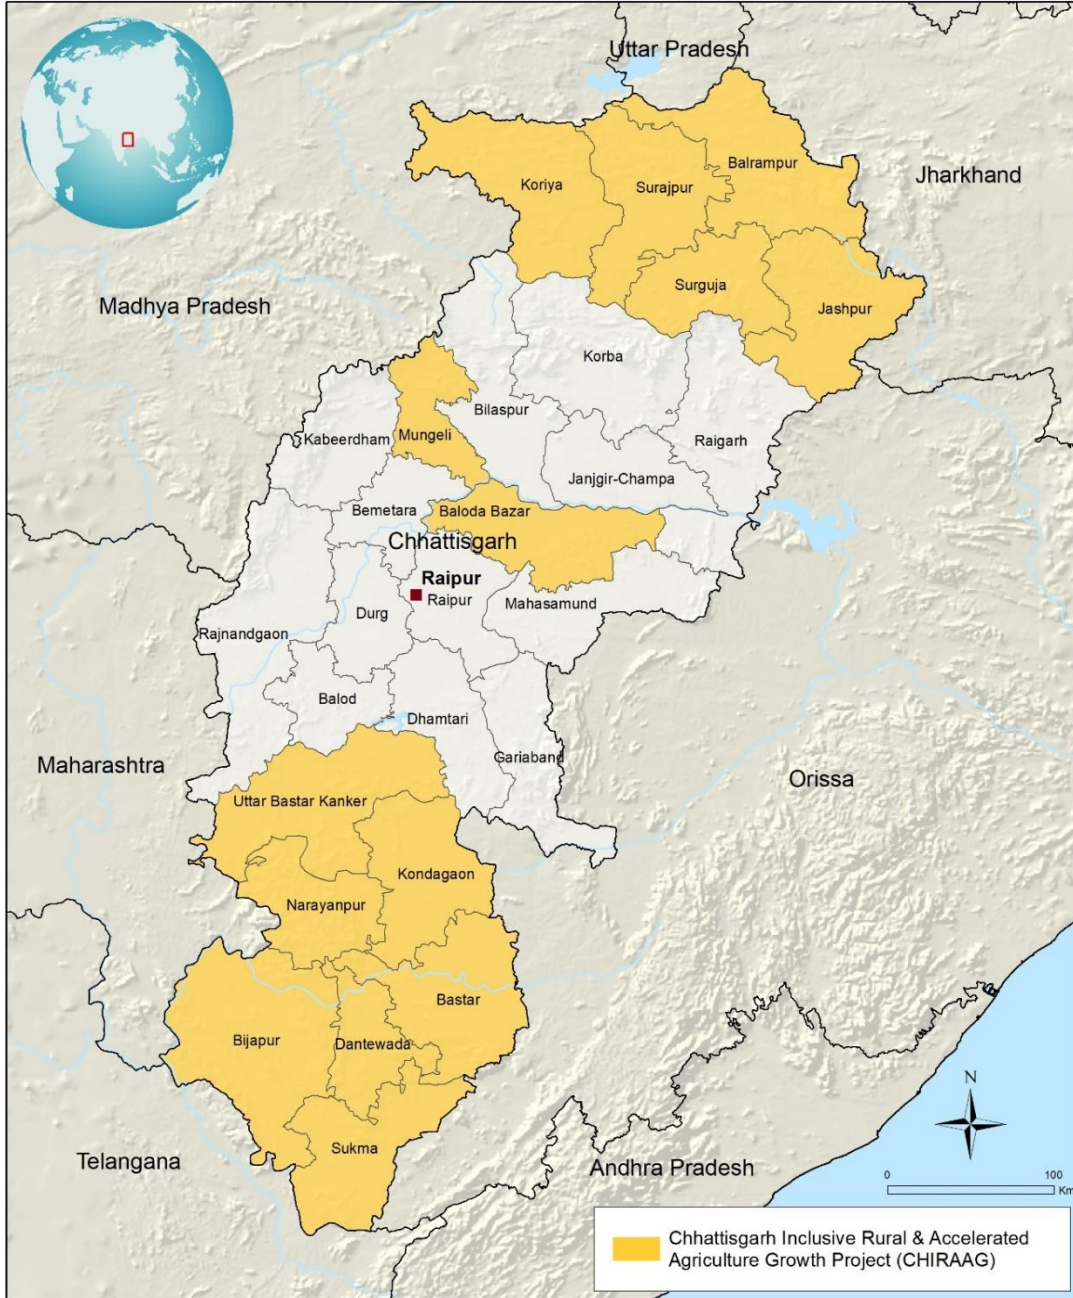 Uttar Pradesh
Balrampur
Jharkhand
Koriya
Surajpur
Surguja
Jashpur
Madhya Pradesh
Korba
Bilaspur
Kabeerdham
Mungeli
Raigarh
Janjgir-Champa
Bemetara
Baloda Bazar
Chhattisgarh
Raipur
Raipur
Mahasamund
Durg
Rajnandgaon
Balod
Dhamtari
Gariaband
Maharashtra
Orissa
Uttar Bastar Kanker
Kondagaon
Narayanpur
Bastar
Bijapur
Dantewada
Sukma
Telangana
Andhra Pradesh
N
0 100
Km
Chhattisgarh Inclusive Rural & Accelerated
Agriculture Growth Project (CHIRAAG)